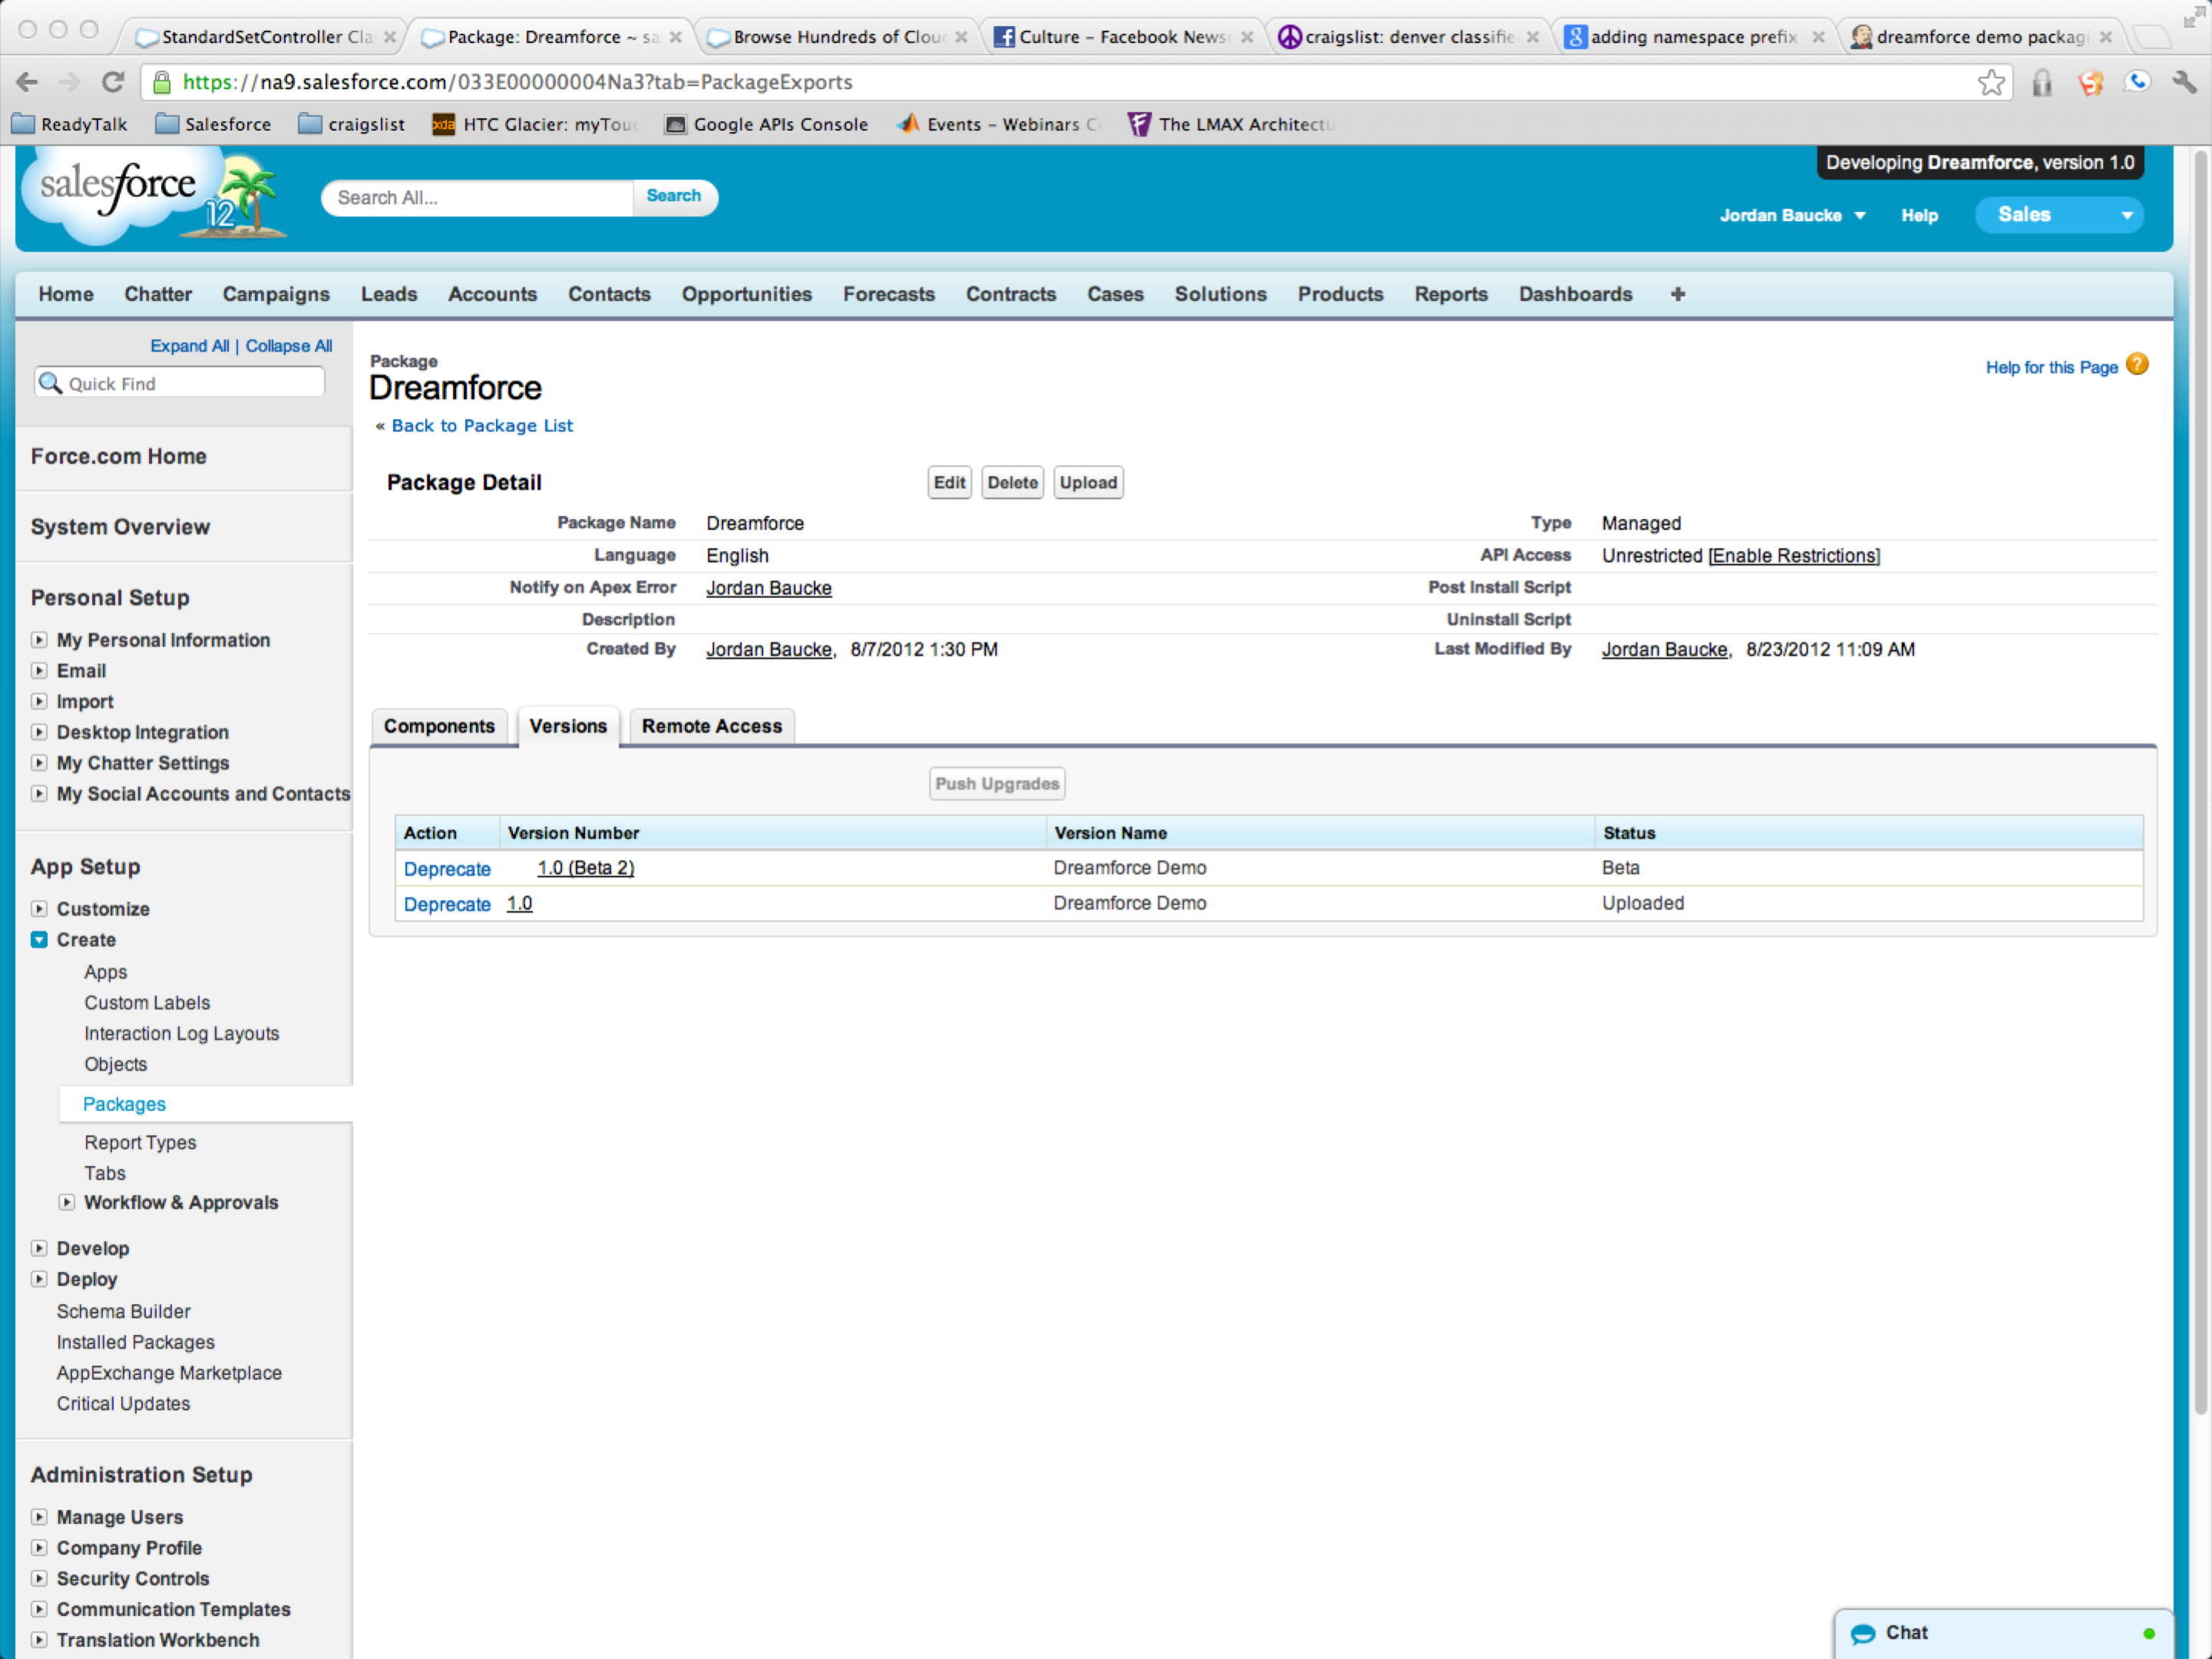 StandardSetController Cla
Package: Dreamforce ~ sa
Browse Hundreds of Clou
Culture – Facebook News
craigslist: denver classifie
adding namespace prefix
dreamforce demo packagi
https://na9.salesforce.com/033E00000004Na3?tab=PackageExports
ReadyTalk Salesforce craigslist HTC Glacier: myTou Google APIs Console Events – Webinars C The LMAX Architectu
Developing Dreamforce, version 1.0
salesforce 12
Search All... Search
Jordan Baucke Help Sales
Home Chatter Campaigns Leads Accounts Contacts Opportunities Forecasts Contracts Cases Solutions Products Reports Dashboards +
Expand All | Collapse All
Quick Find
Force.com Home
System Overview
Personal Setup
My Personal Information
Email
Import
Desktop Integration
My Chatter Settings
My Social Accounts and Contacts
App Setup
Customize
Create
Apps
Custom Labels
Interaction Log Layouts
Objects
Packages
Report Types
Tabs
Workflow & Approvals
Develop
Deploy
Schema Builder
Installed Packages
AppExchange Marketplace
Critical Updates
Administration Setup
Manage Users
Company Profile
Security Controls
Communication Templates
Translation Workbench
Package
Dreamforce
Help for this Page ?
« Back to Package List
Package Detail Edit Delete Upload
Package Name Dreamforce Type Managed
Language English API Access Unrestricted [Enable Restrictions]
Notify on Apex Error Jordan Baucke Post Install Script
Description Uninstall Script
Created By Jordan Baucke, 8/7/2012 1:30 PM Last Modified By Jordan Baucke, 8/23/2012 11:09 AM
Components Versions Remote Access
Push Upgrades
Action Version Number Version Name Status
Deprecate 1.0 (Beta 2) Dreamforce Demo Beta
Deprecate 1.0 Dreamforce Demo Uploaded
Chat